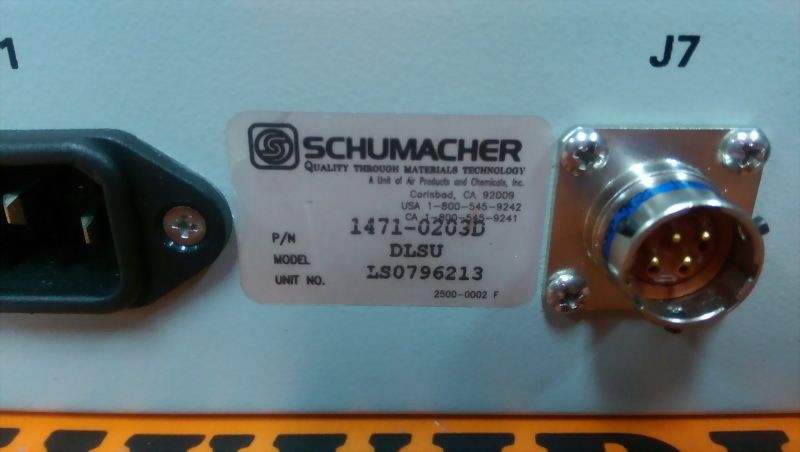 1
J7
SCHUMACHER
QUALITY THROUGH MATERIALS TECHNOLOGY
A Unit of Air Products and Chemicals, Inc.
Carlsbad, CA 92009
USA 1-800-545-9242
CA 1-800-545-9241
P/N 1471-0203D
MODEL DLSU
UNIT NO. LS0796213
2500-0002 F